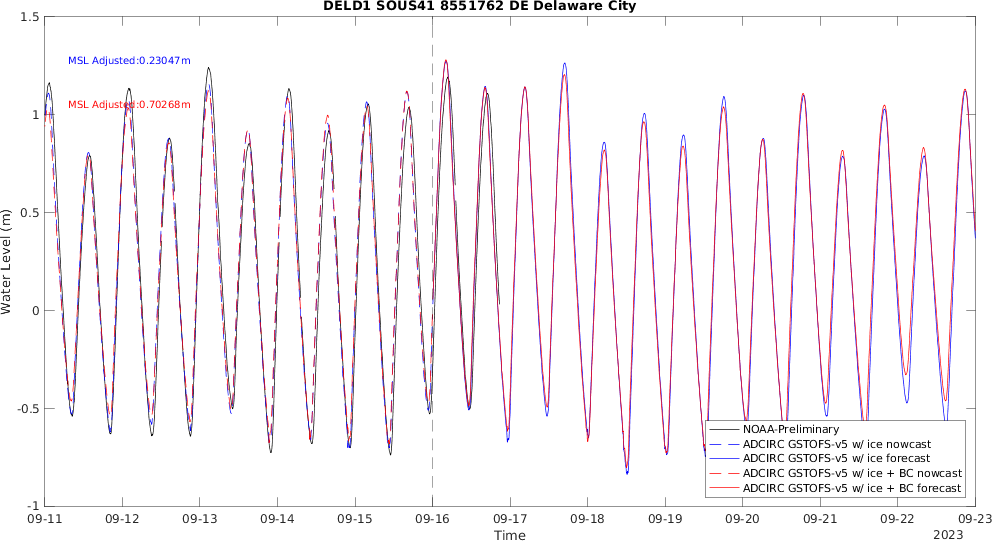 DELD1 SOUS41 8551762 DE Delaware City
1.5
1
0.5
0
-0.5
-1
Water Level (m)
MSL Adjusted:0.23047m
MSL Adjusted:0.70268m
NOAA-Preliminary
ADCIRC GSTOFS-v5 w/ ice nowcast
ADCIRC GSTOFS-v5 w/ ice forecast
ADCIRC GSTOFS-v5 w/ ice + BC nowcast
ADCIRC GSTOFS-v5 w/ ice + BC forecast
09-11 09-12 09-13 09-14 09-15 09-16 09-17 09-18 09-19 09-20 09-21 09-22 09-23
Time
2023